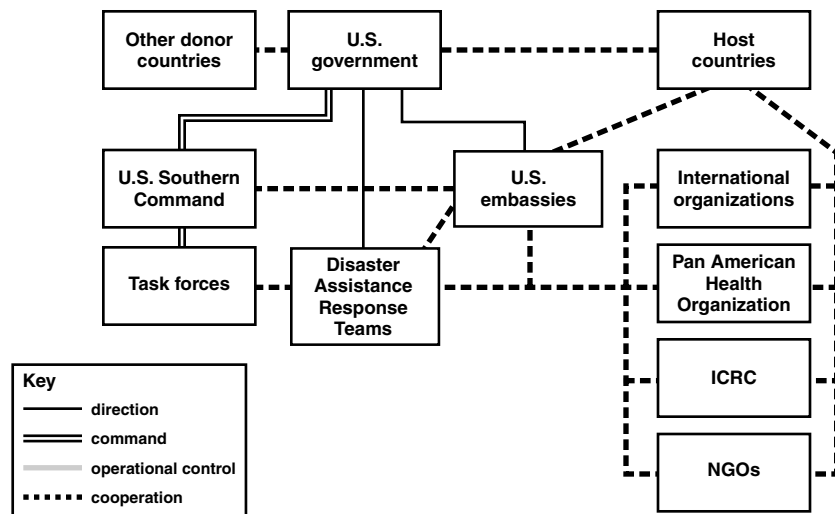 Other donor
countries
U.S.
government
Host
countries
U.S. Southern
Command
U.S.
embassies
International
organizations
Task forces
Disaster
Assistance
Response
Teams
Pan American
Health
Organization
ICRC
NGOs
Key
direction
command
operational control
cooperation